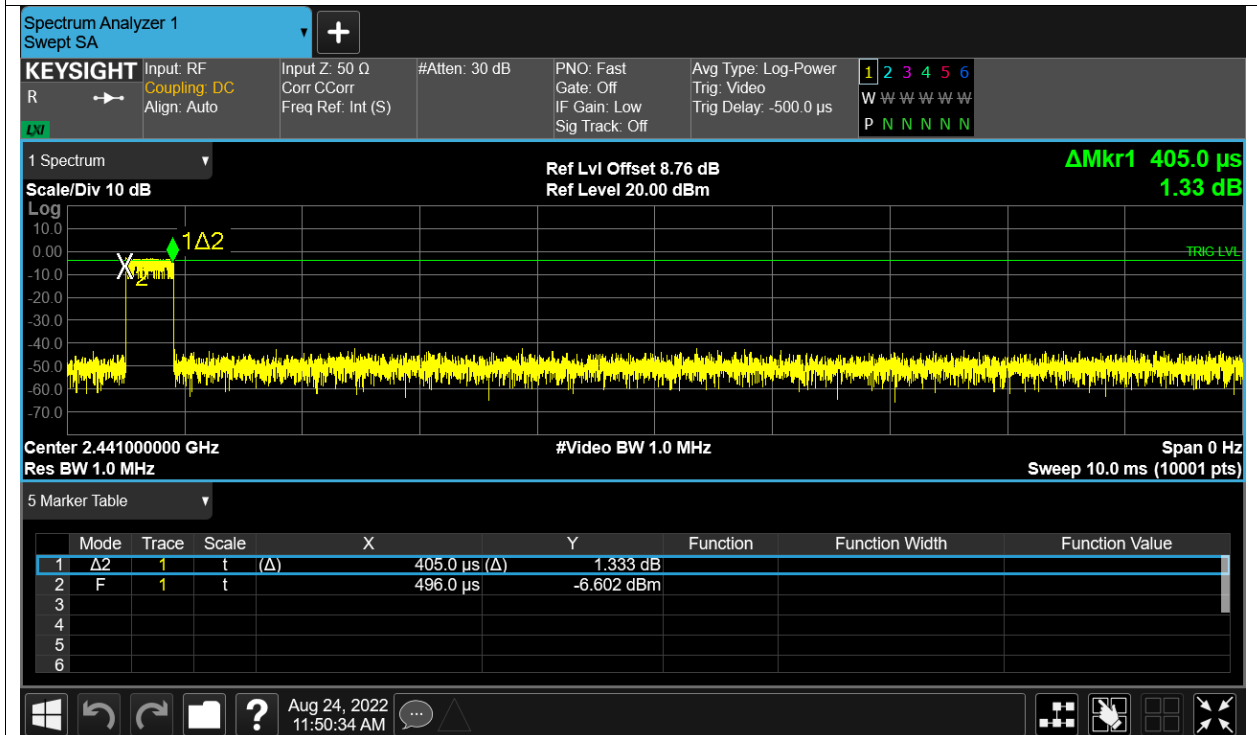 Spectrum Analyzer 1
Swept SA
+
KEYSIGHT
R
LXI
Input: RF
Coupling: DC
Align: Auto
Input Z: 50 Ω
Corr CCorr
Freq Ref: Int (S)
#Atten: 30 dB
PNO: Fast
Gate: Off
IF Gain: Low
Sig Track: Off
Avg Type: Log-Power
Trig: Video
Trig Delay: -500.0 µs
1 2 3 4 5 6
W W W W W W
P N N N N N
1 Spectrum
Ref Lvl Offset 8.76 dB
ΔMkr1 405.0 µs
Scale/Div 10 dB
Ref Level 20.00 dBm
1.33 dB
Log
10.0
0.00
-10.0
-20.0
-30.0
-40.0
-50.0
-60.0
-70.0
1Δ2
X
2
TRIG LVL
Center 2.441000000 GHz
#Video BW 1.0 MHz
Span 0 Hz
Res BW 1.0 MHz
Sweep 10.0 ms (10001 pts)
5 Marker Table
Mode Trace Scale X Y Function Function Width Function Value
1 Δ2 1 t (Δ) 405.0 µs (Δ) 1.333 dB
2 F 1 t 496.0 µs -6.602 dBm
3
4
5
6
?
Aug 24, 2022
11:50:34 AM